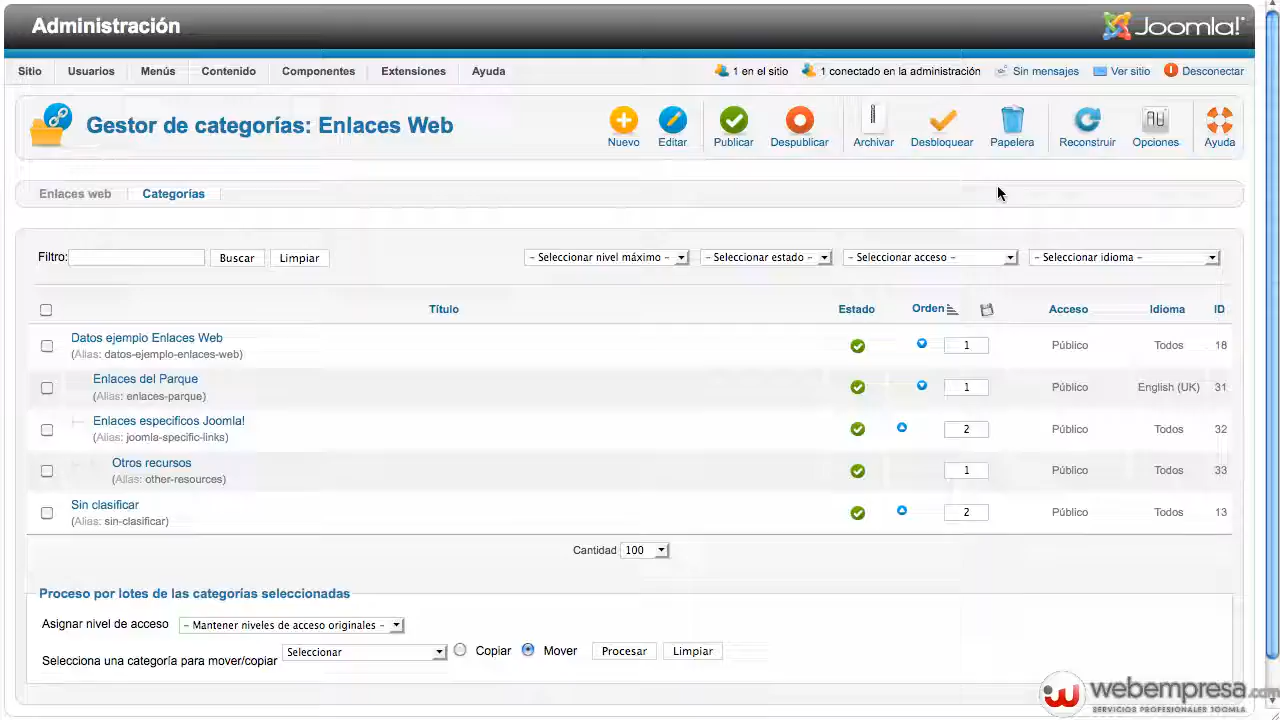 Administración
Joomla!
Sitio Usuarios Menús Contenido Componentes Extensiones Ayuda 1 en el sitio 1 conectado en la administración Sin mensajes Ver sitio Desconectar
Gestor de categorías: Enlaces Web
Nuevo Editar Publicar Despublicar Archivar Desbloquear Papelera Reconstruir Opciones Ayuda
Enlaces web Categorías
Filtro: Buscar Limpiar - Seleccionar nivel máximo - - Seleccionar estado - - Seleccionar acceso - - Seleccionar idioma -
Título Estado Orden Acceso Idioma ID
Datos ejemplo Enlaces Web 1 Público Todos 18
(Alias: datos-ejemplo-enlaces-web)
Enlaces del Parque 1 Público English (UK) 31
(Alias: enlaces-parque)
Enlaces especificos Joomla! 2 Público Todos 32
(Alias: joomla-specific-links)
Otros recursos 1 Público Todos 33
(Alias: other-resources)
Sin clasificar 2 Público Todos 13
(Alias: sin-clasificar)
Cantidad 100
Proceso por lotes de las categorías seleccionadas
Asignar nivel de acceso - Mantener niveles de acceso originales -
Selecciona una categoría para mover/copiar Seleccionar Copiar Mover Procesar Limpiar
webempresa.com
SERVICIOS PROFESIONALES JOOMLA